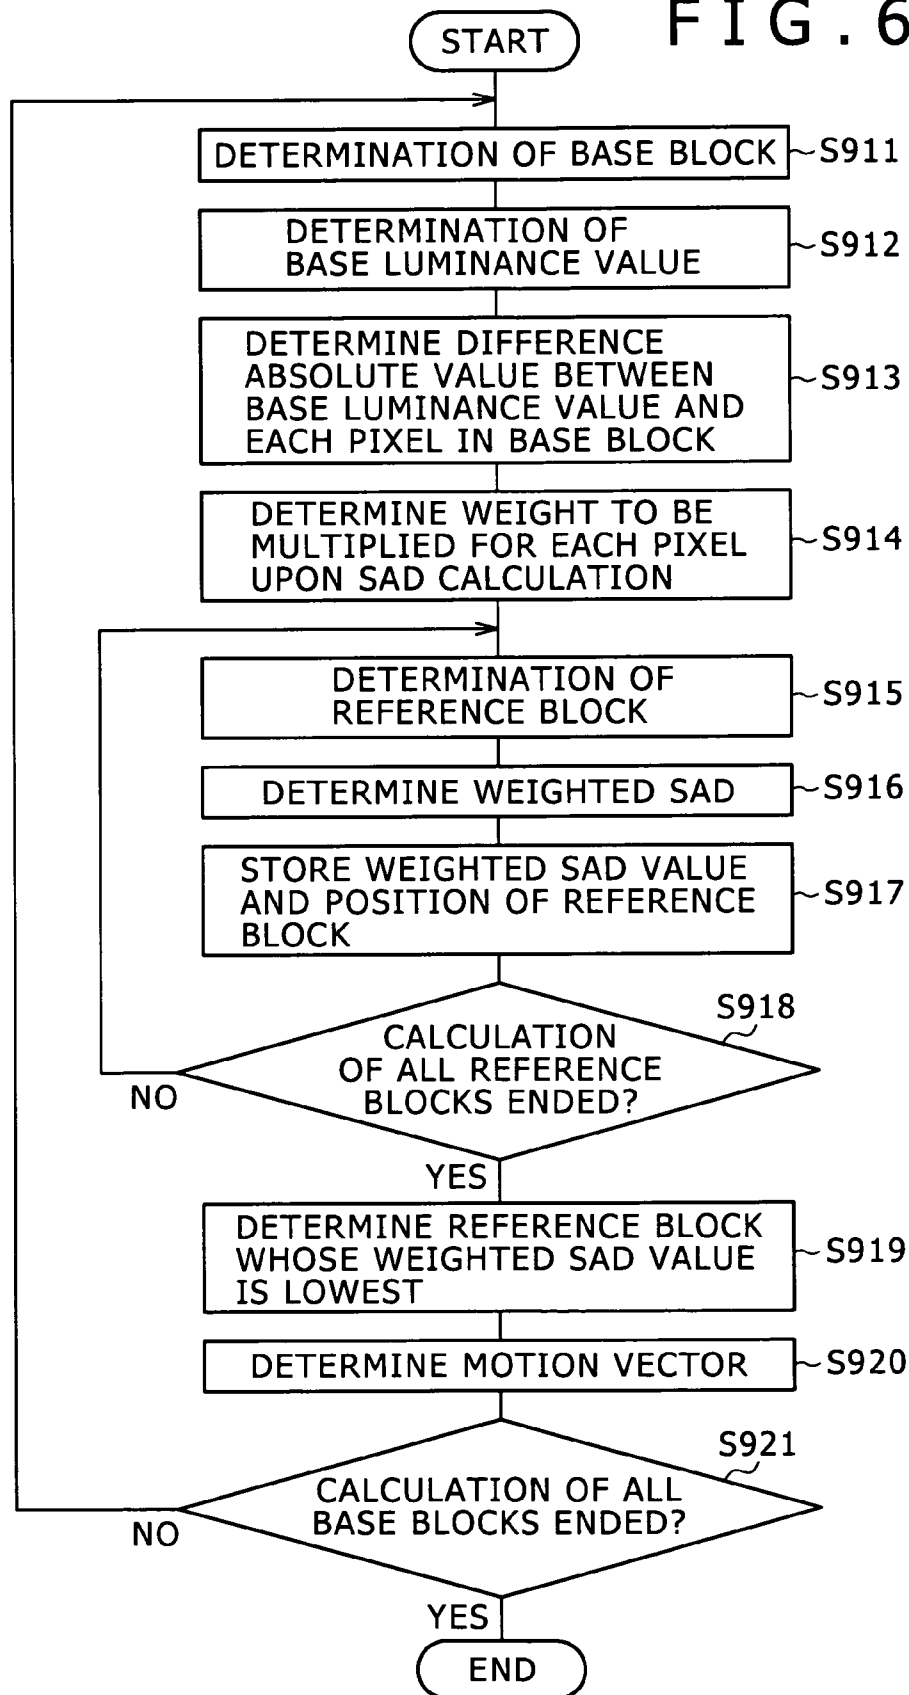 FIG.6
START
DETERMINATION OF BASE BLOCK
S911
DETERMINATION OF
BASE LUMINANCE VALUE
S912
DETERMINE DIFFERENCE
ABSOLUTE VALUE BETWEEN
BASE LUMINANCE VALUE AND
EACH PIXEL IN BASE BLOCK
S913
DETERMINE WEIGHT TO BE
MULTIPLIED FOR EACH PIXEL
UPON SAD CALCULATION
S914
DETERMINATION OF
REFERENCE BLOCK
S915
DETERMINE WEIGHTED SAD
S916
STORE WEIGHTED SAD VALUE
AND POSITION OF REFERENCE
BLOCK
S917
S918
CALCULATION
OF ALL REFERENCE
BLOCKS ENDED?
NO
YES
DETERMINE REFERENCE BLOCK
WHOSE WEIGHTED SAD VALUE
IS LOWEST
S919
DETERMINE MOTION VECTOR
S920
S921
CALCULATION OF ALL
BASE BLOCKS ENDED?
NO
YES
END